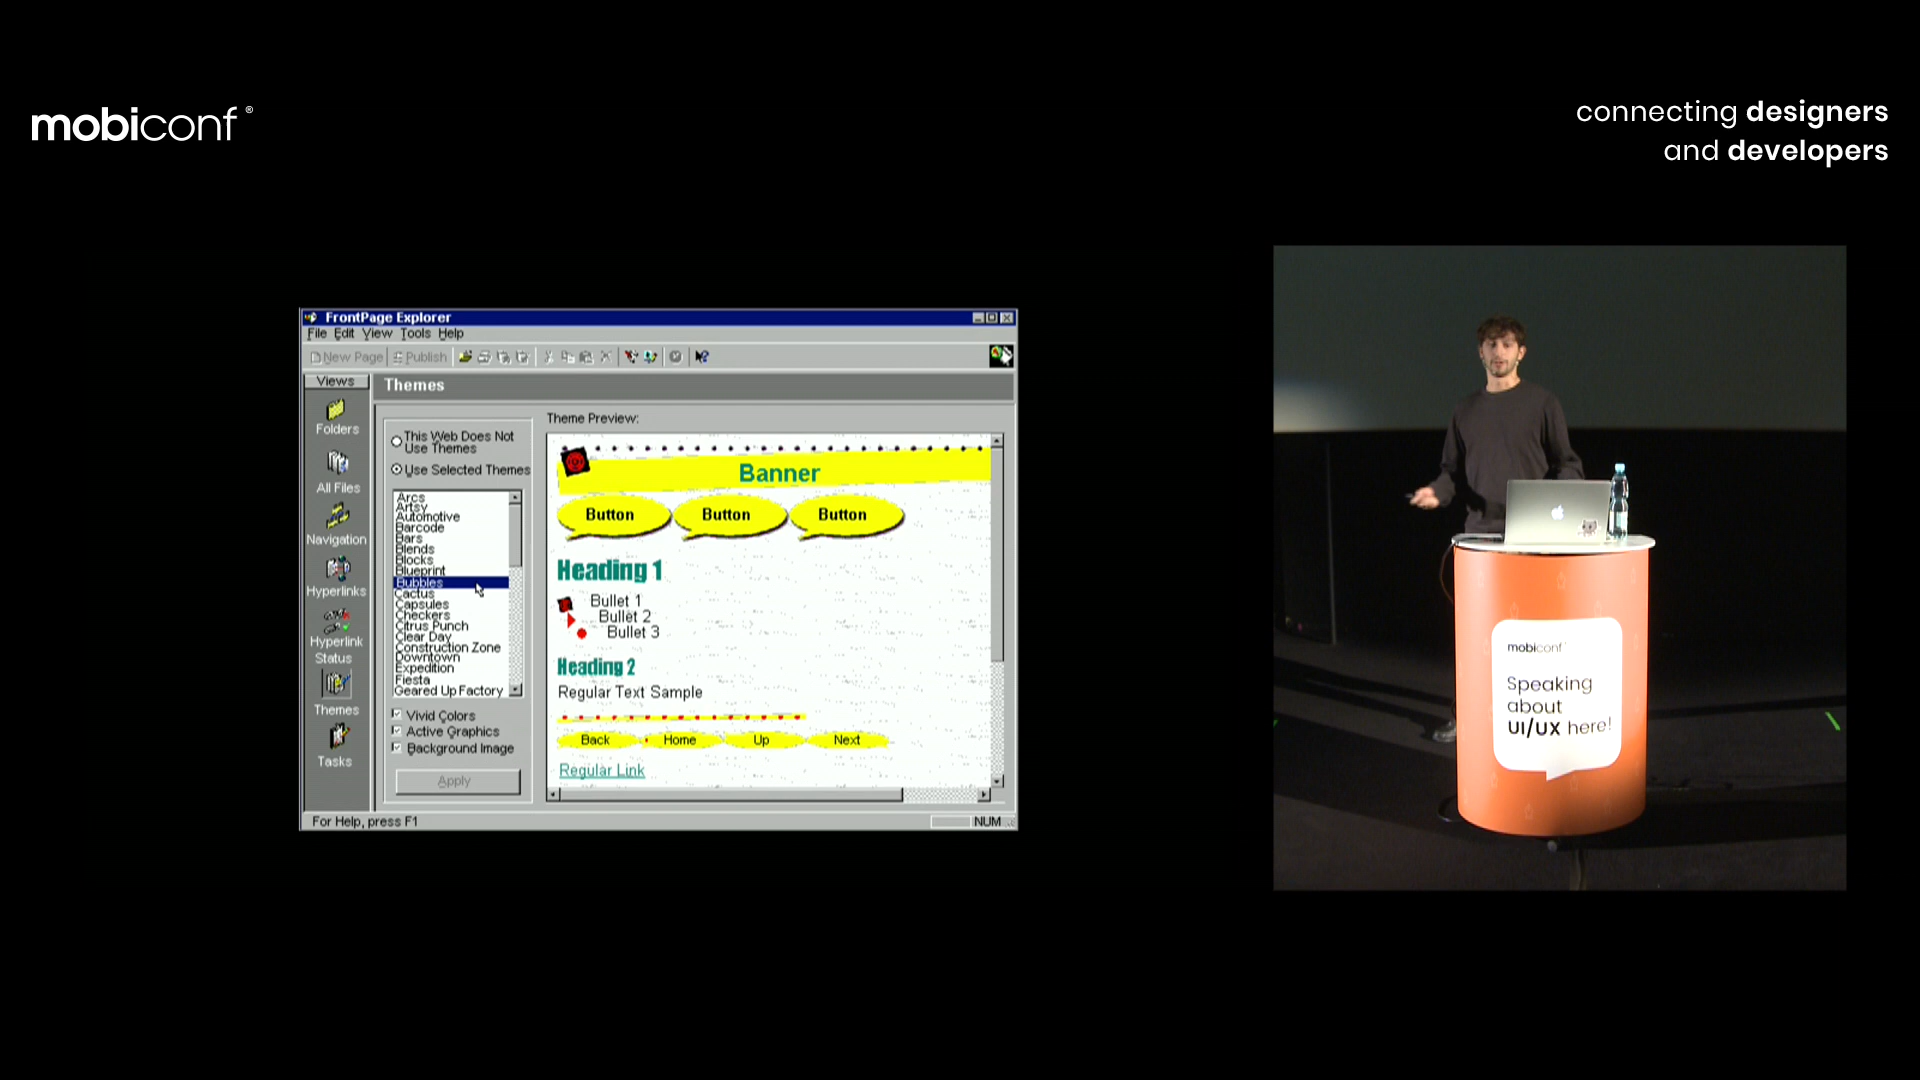 mobiconf®
connecting designers
and developers
FrontPage Explorer
File Edit View Tools Help
New Page Publish
Views
Themes
Folders
All Files
Navigation
Hyperlinks
Hyperlink
Status
Themes
Tasks
This Web Does Not
Use Themes
Use Selected Themes
Arcs
Artsy
Automotive
Barcode
Bars
Blends
Blocks
Blueprint
Bubbles
Cactus
Capsules
Checkers
Citrus Punch
Clear Day
Construction Zone
Downtown
Expedition
Fiesta
Geared Up Factory
Vivid Colors
Active Graphics
Background Image
Apply
Theme Preview:
Banner
Button Button Button
Heading 1
Bullet 1
Bullet 2
Bullet 3
Heading 2
Regular Text Sample
Back Home Up Next
Regular Link
For Help, press F1
NUM
mobiconf
Speaking
about
UI/UX here!